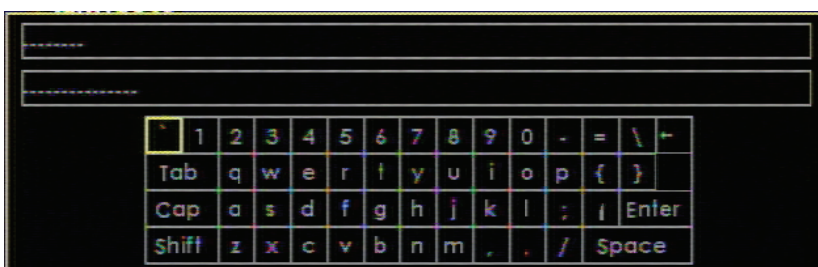 --------
---------------
` 1 2 3 4 5 6 7 8 9 0 - = \ ←
Tab q w e r t y u i o p { }
Cap a s d f g h j k l ; Enter
Shift z x c v b n m , . / Space